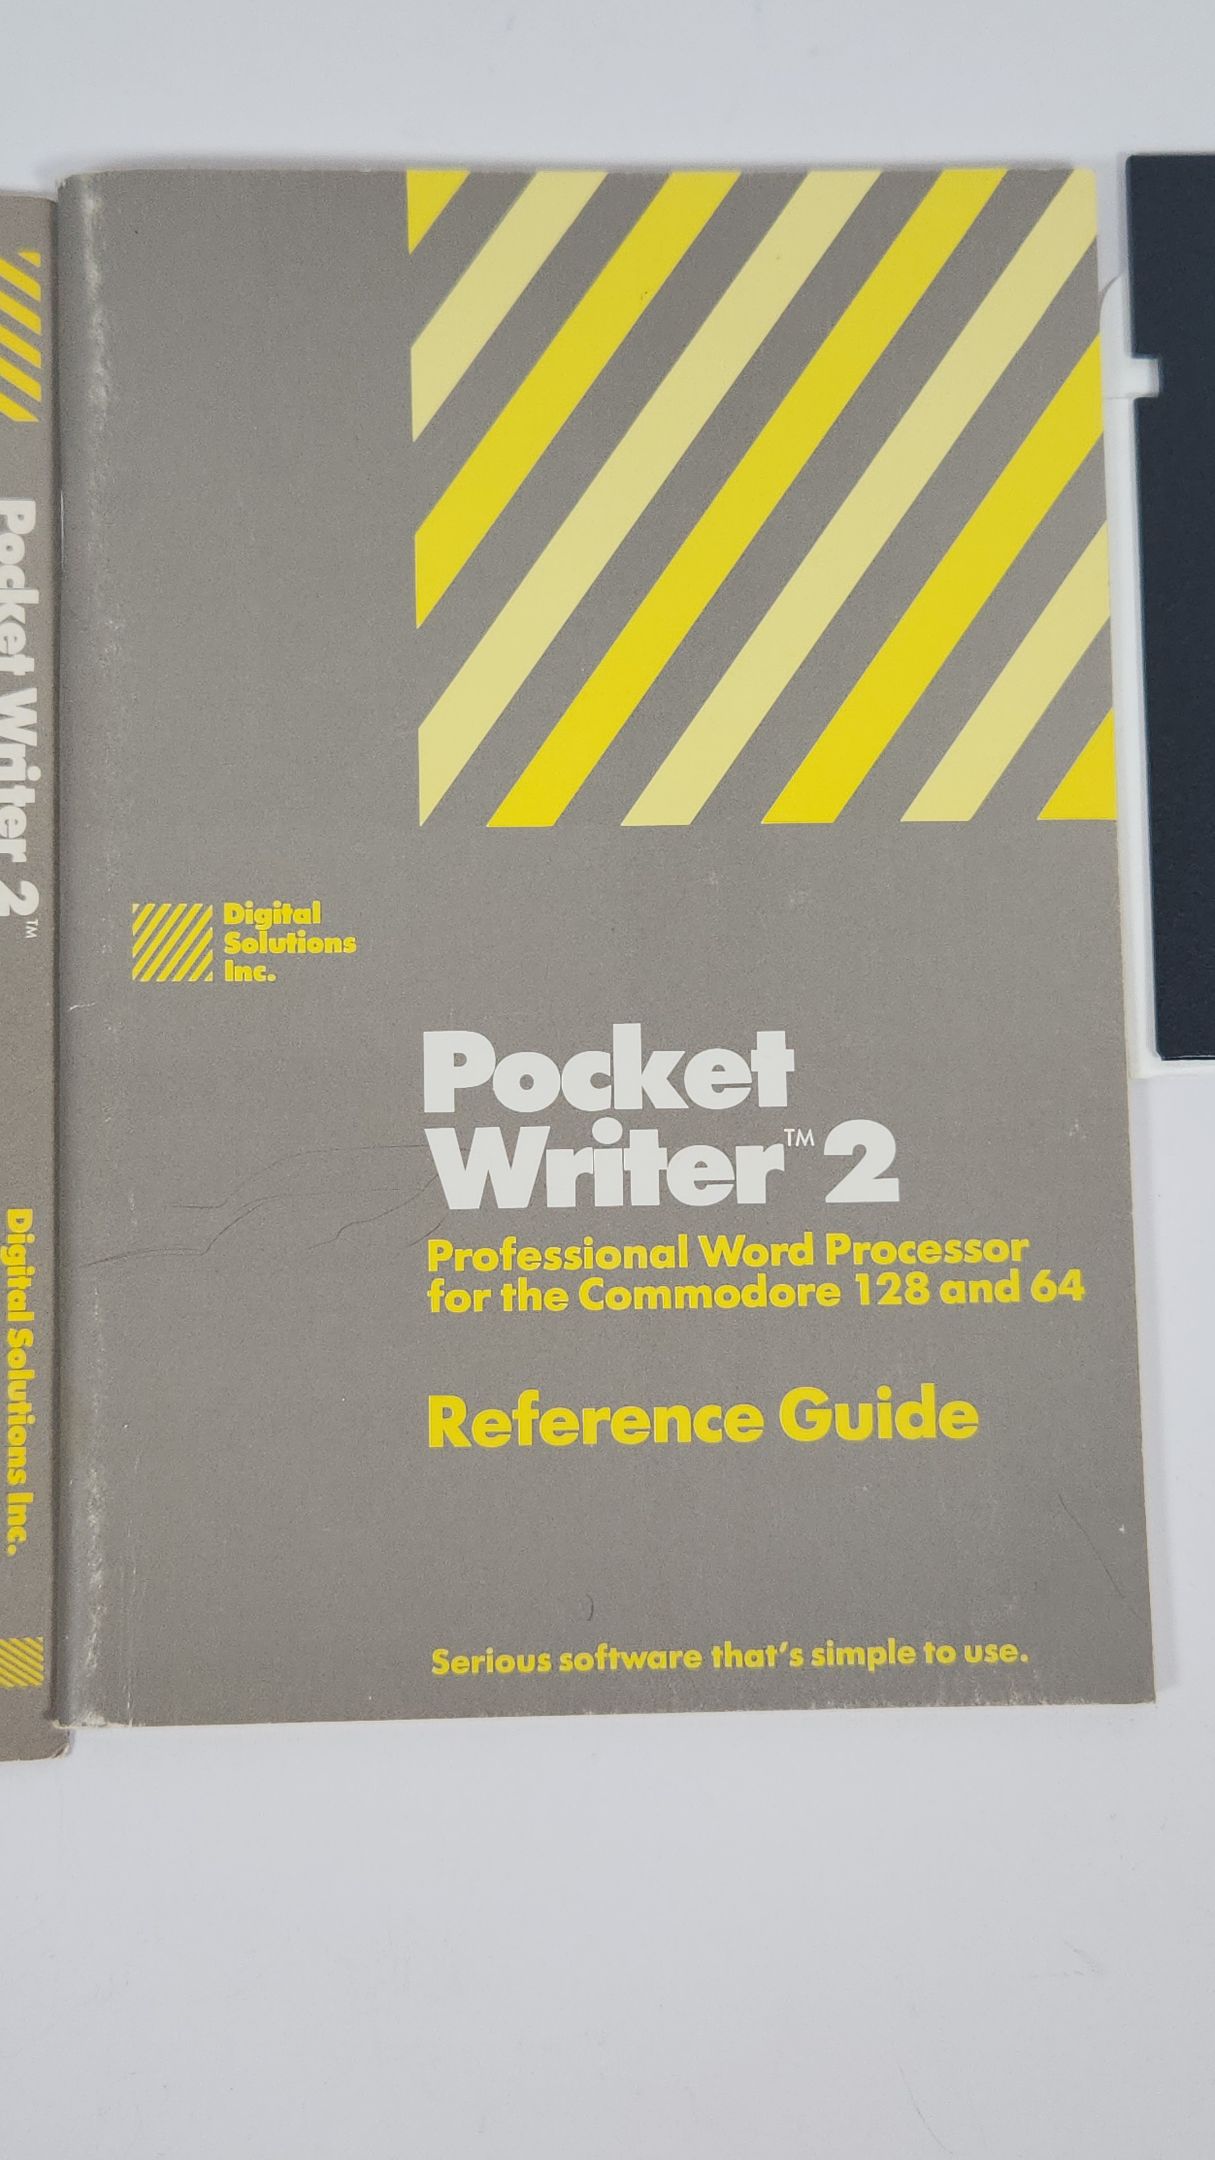 Pocket Writer 2™
Digital Solutions Inc.
Digital
Solutions
Inc.
Pocket
Writer™ 2
Professional Word Processor
for the Commodore 128 and 64
Reference Guide
Serious software that's simple to use.